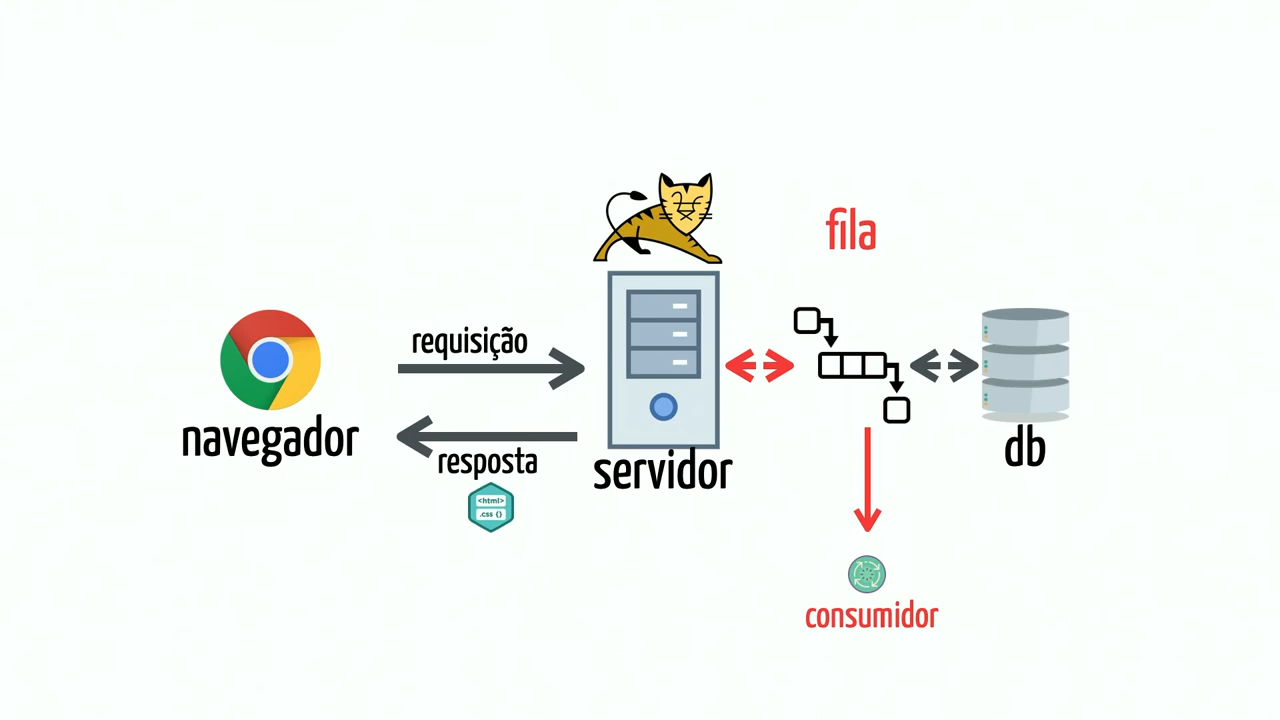 fila
requisição
navegador
resposta
<html>
.css {}
servidor
db
consumidor